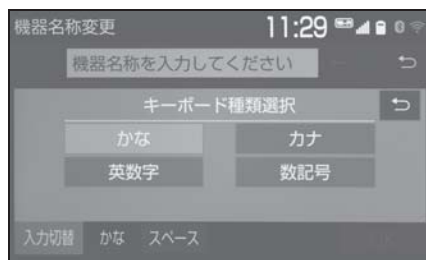 機器名称変更 11:29
機器名称を入力してください
キーボード種類選択
かな カナ
英数字 数記号
入力切替 かな スペース